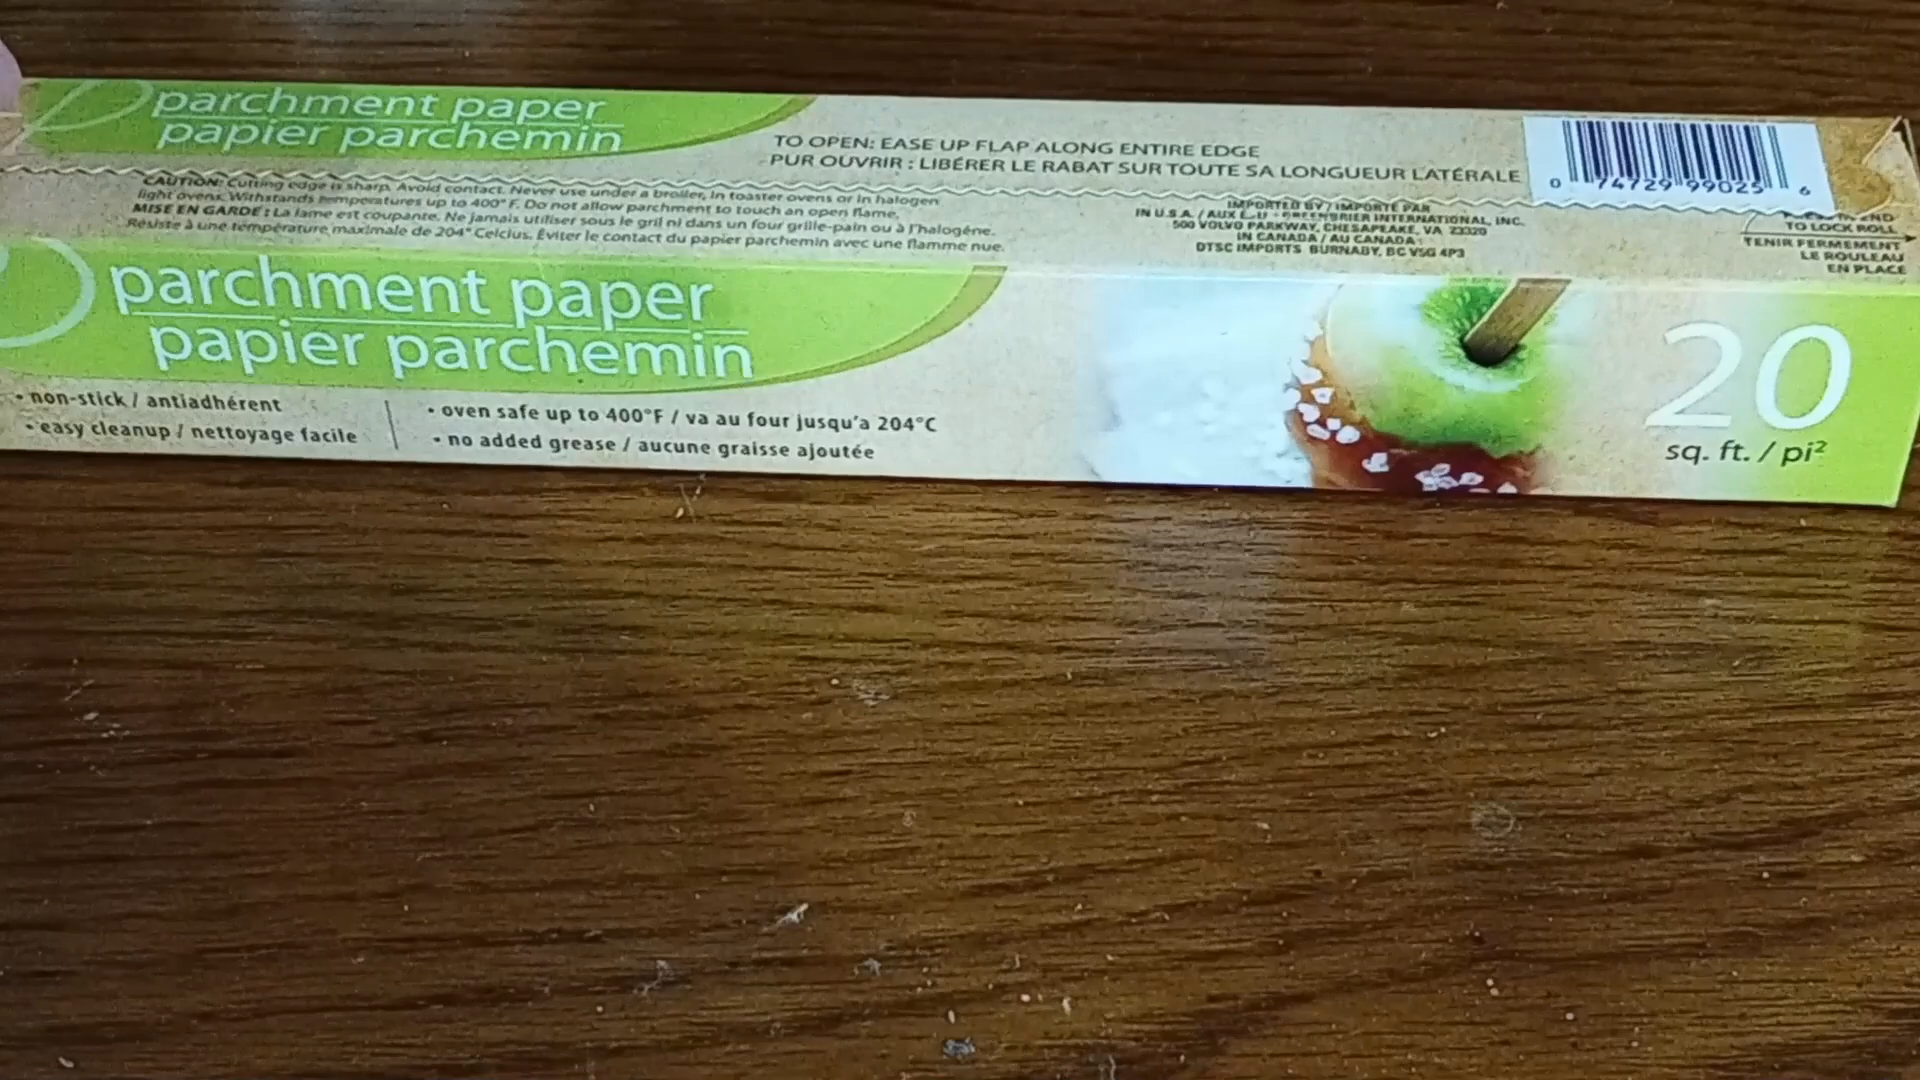 parchment paper
papier parchemin
TO OPEN: EASE UP FLAP ALONG ENTIRE EDGE
PUR OUVRIR : LIBÉRER LE RABAT SUR TOUTE SA LONGUEUR LATÉRALE
0 74729 99025 6
CAUTION: Cutting edge is sharp. Avoid contact. Never use under a broiler, in toaster ovens or in halogen
light ovens. Withstands temperatures up to 400° F. Do not allow parchment to touch an open flame.
MISE EN GARDE : La lame est coupante. Ne jamais utiliser sous le gril ni dans un four grille-pain ou à l'halogène.
Résiste à une température maximale de 204° Celcius. Éviter le contact du papier parchemin avec une flamme nue.
IMPORTED BY / IMPORTÉ PAR
IN U.S.A. / AUX É.-U - GREENBRIER INTERNATIONAL, INC.
500 VOLVO PARKWAY, CHESAPEAKE, VA 23320
IN CANADA / AU CANADA :
DTSC IMPORTS BURNABY, BC V5G 4P3
END
TO LOCK ROLL
TENIR FERMEMENT
LE ROULEAU
EN PLACE
parchment paper
papier parchemin
• non-stick / antiadhérent
• easy cleanup / nettoyage facile
• oven safe up to 400°F / va au four jusqu'a 204°C
• no added grease / aucune graisse ajoutée
20
sq. ft. / pi²